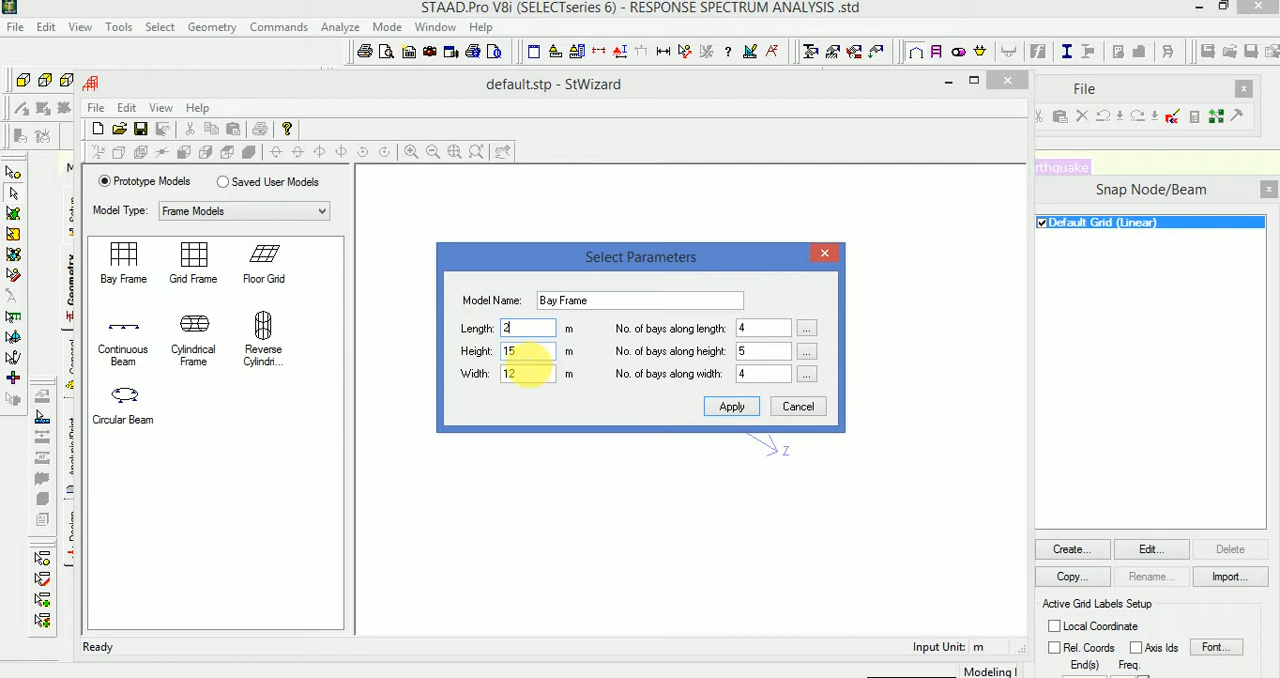 STAAD.Pro V8i (SELECTseries 6) - RESPONSE SPECTRUM ANALYSIS .std
File Edit View Tools Select Geometry Commands Analyze Mode Window Help
default.stp - StWizard
File
File Edit View Help
Prototype Models Saved User Models
rthquake
Snap Node/Beam
Model Type: Frame Models
Default Grid (Linear)
Bay Frame Grid Frame Floor Grid
Select Parameters
Model Name: Bay Frame
Length: 2 m No. of bays along length: 4 ...
Height: 15 m No. of bays along height: 5 ...
Width: 12 m No. of bays along width: 4 ...
Apply Cancel
Continuous Beam
Cylindrical Frame
Reverse Cylindri...
Circular Beam
Z
Geometry
Create... Edit... Delete
Copy... Rename... Import...
Active Grid Labels Setup
Local Coordinate
Rel. Coords Axis Ids Font...
End(s) Freq.
Ready Input Unit: m